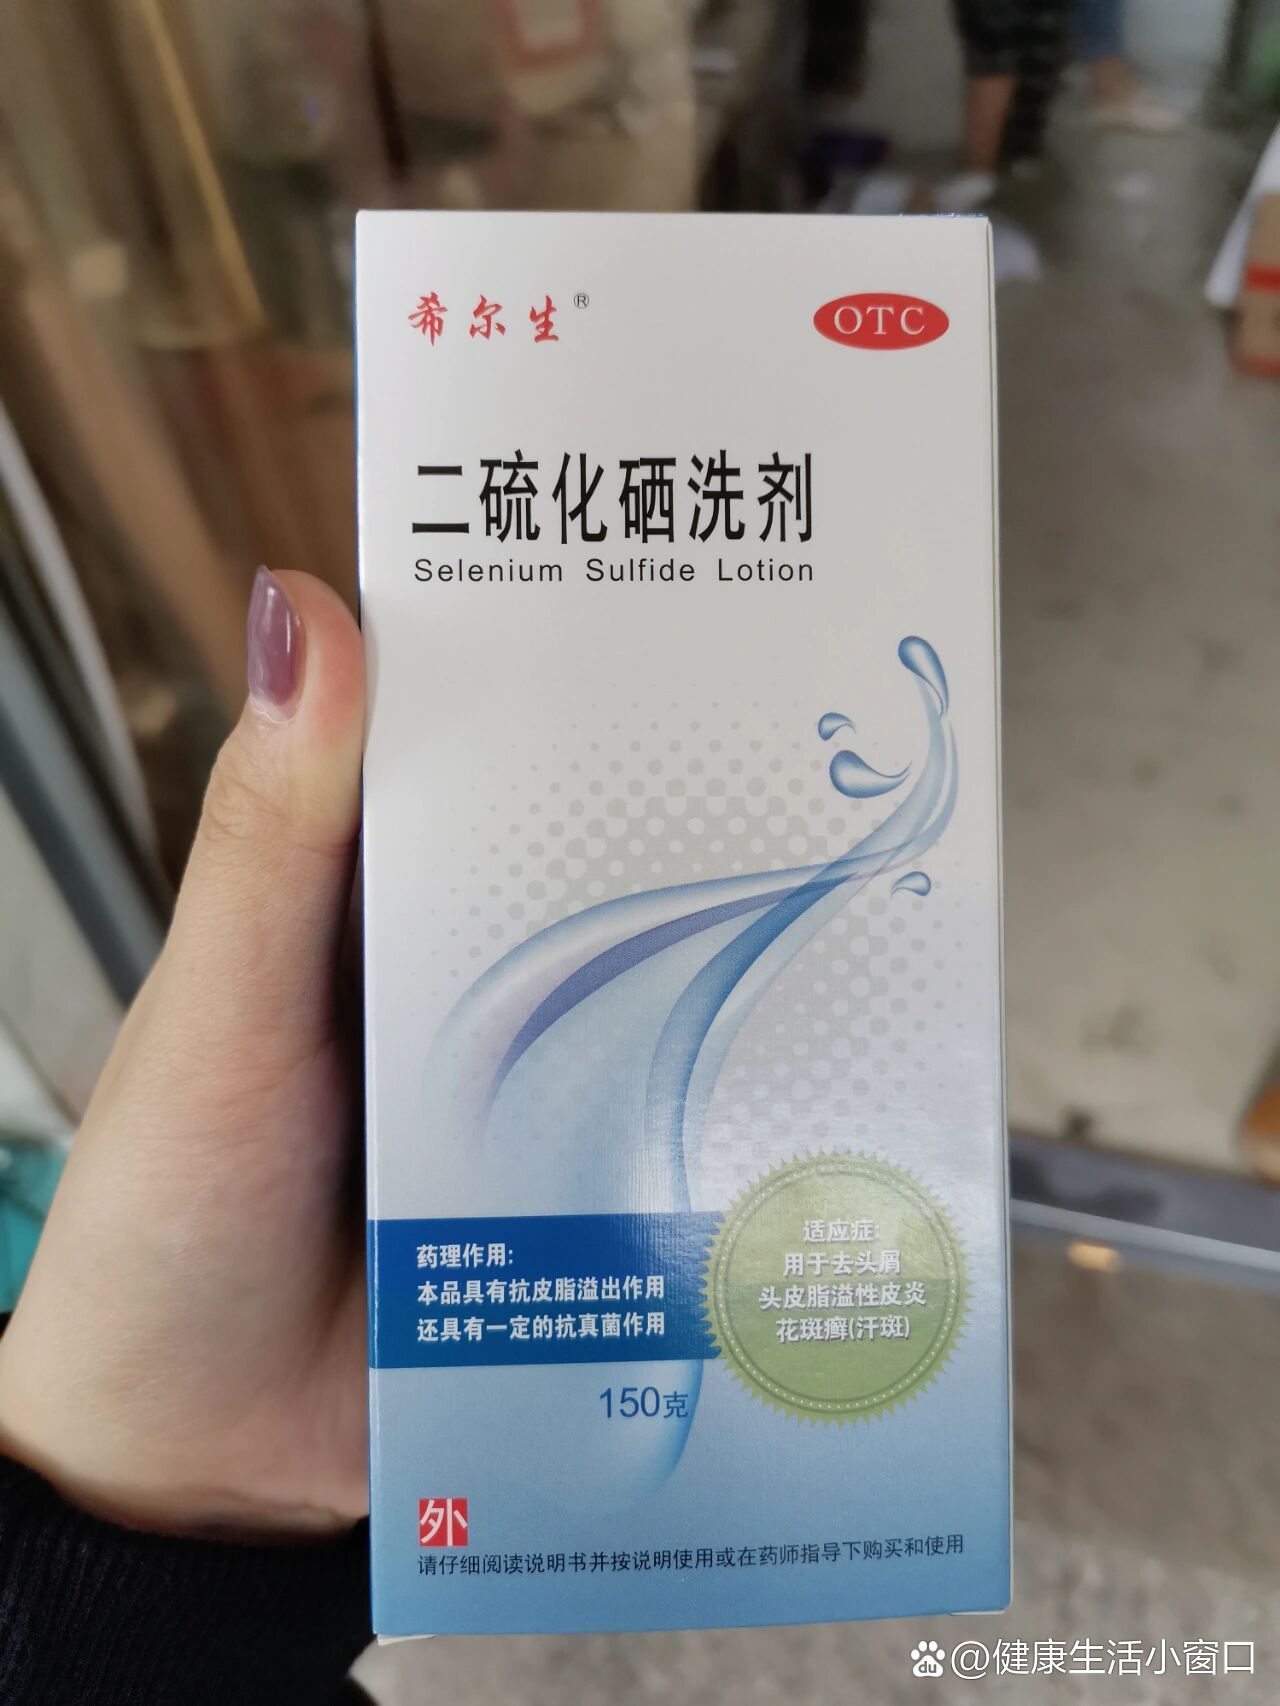 希尔生®
OTC
二硫化硒洗剂
Selenium Sulfide Lotion
药理作用:
本品具有抗皮脂溢出作用
还具有一定的抗真菌作用
适应症:
用于去头屑
头皮脂溢性皮炎
花斑癣(汗斑)
150克
外
请仔细阅读说明书并按说明使用或在药师指导下购买和使用
du @健康生活小窗口